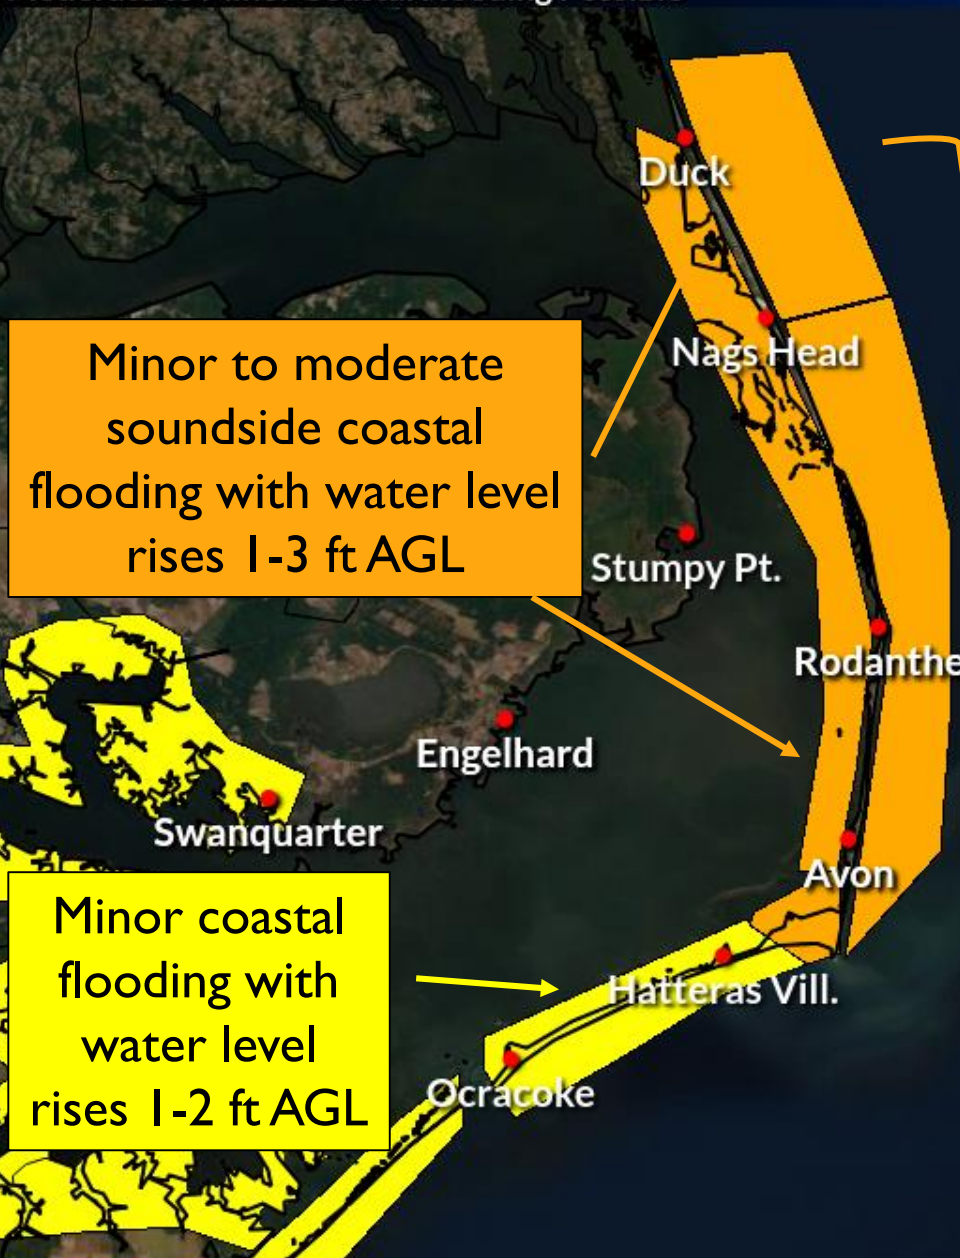 Duck
Nags Head
Minor to moderate
soundside coastal
flooding with water level
rises 1-3 ft AGL
Stumpy Pt.
Rodanthe
Engelhard
Swanquarter
Avon
Minor coastal
flooding with
water level
rises 1-2 ft AGL
Hatteras Vill.
Ocracoke